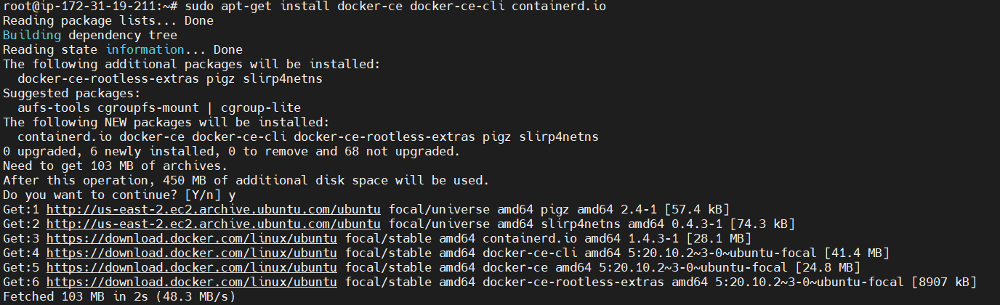 root@ip-172-31-19-211:~# sudo apt-get install docker-ce docker-ce-cli containerd.io
Reading package lists... Done
Building dependency tree
Reading state information... Done
The following additional packages will be installed:
  docker-ce-rootless-extras pigz slirp4netns
Suggested packages:
  aufs-tools cgroupfs-mount | cgroup-lite
The following NEW packages will be installed:
  containerd.io docker-ce docker-ce-cli docker-ce-rootless-extras pigz slirp4netns
0 upgraded, 6 newly installed, 0 to remove and 68 not upgraded.
Need to get 103 MB of archives.
After this operation, 450 MB of additional disk space will be used.
Do you want to continue? [Y/n] y
Get:1 http://us-east-2.ec2.archive.ubuntu.com/ubuntu focal/universe amd64 pigz amd64 2.4-1 [57.4 kB]
Get:2 http://us-east-2.ec2.archive.ubuntu.com/ubuntu focal/universe amd64 slirp4netns amd64 0.4.3-1 [74.3 kB]
Get:3 https://download.docker.com/linux/ubuntu focal/stable amd64 containerd.io amd64 1.4.3-1 [28.1 MB]
Get:4 https://download.docker.com/linux/ubuntu focal/stable amd64 docker-ce-cli amd64 5:20.10.2~3-0~ubuntu-focal [41.4 MB]
Get:5 https://download.docker.com/linux/ubuntu focal/stable amd64 docker-ce amd64 5:20.10.2~3-0~ubuntu-focal [24.8 MB]
Get:6 https://download.docker.com/linux/ubuntu focal/stable amd64 docker-ce-rootless-extras amd64 5:20.10.2~3-0~ubuntu-focal [8907 kB]
Fetched 103 MB in 2s (48.3 MB/s)